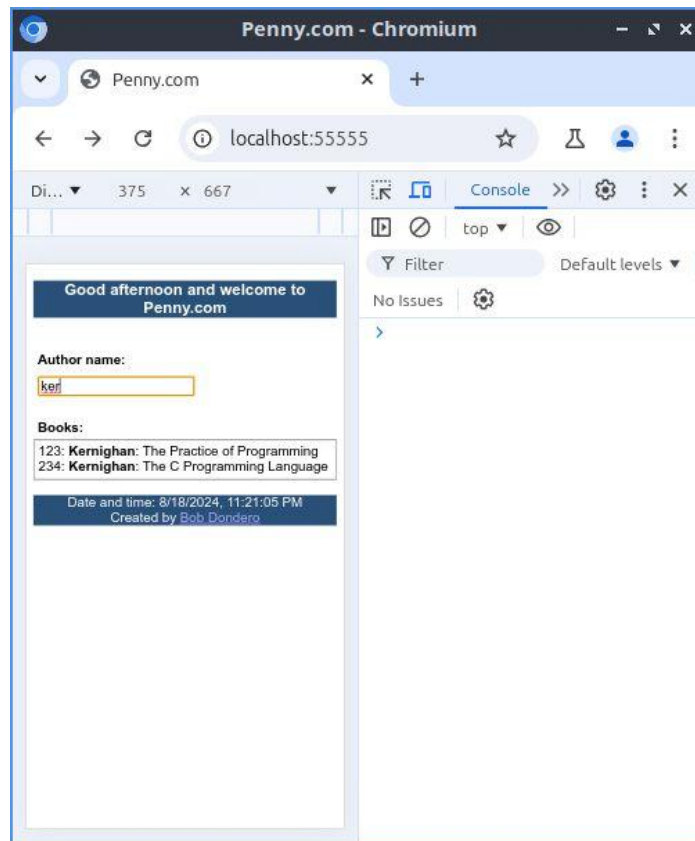 Penny.com - Chromium
Penny.com
localhost:55555
Di... 375 × 667
Console
top
Filter Default levels
No Issues
Good afternoon and welcome to
Penny.com
Author name:
ker
Books:
123: Kernighan: The Practice of Programming
234: Kernighan: The C Programming Language
Date and time: 8/18/2024, 11:21:05 PM
Created by Bob Dondero